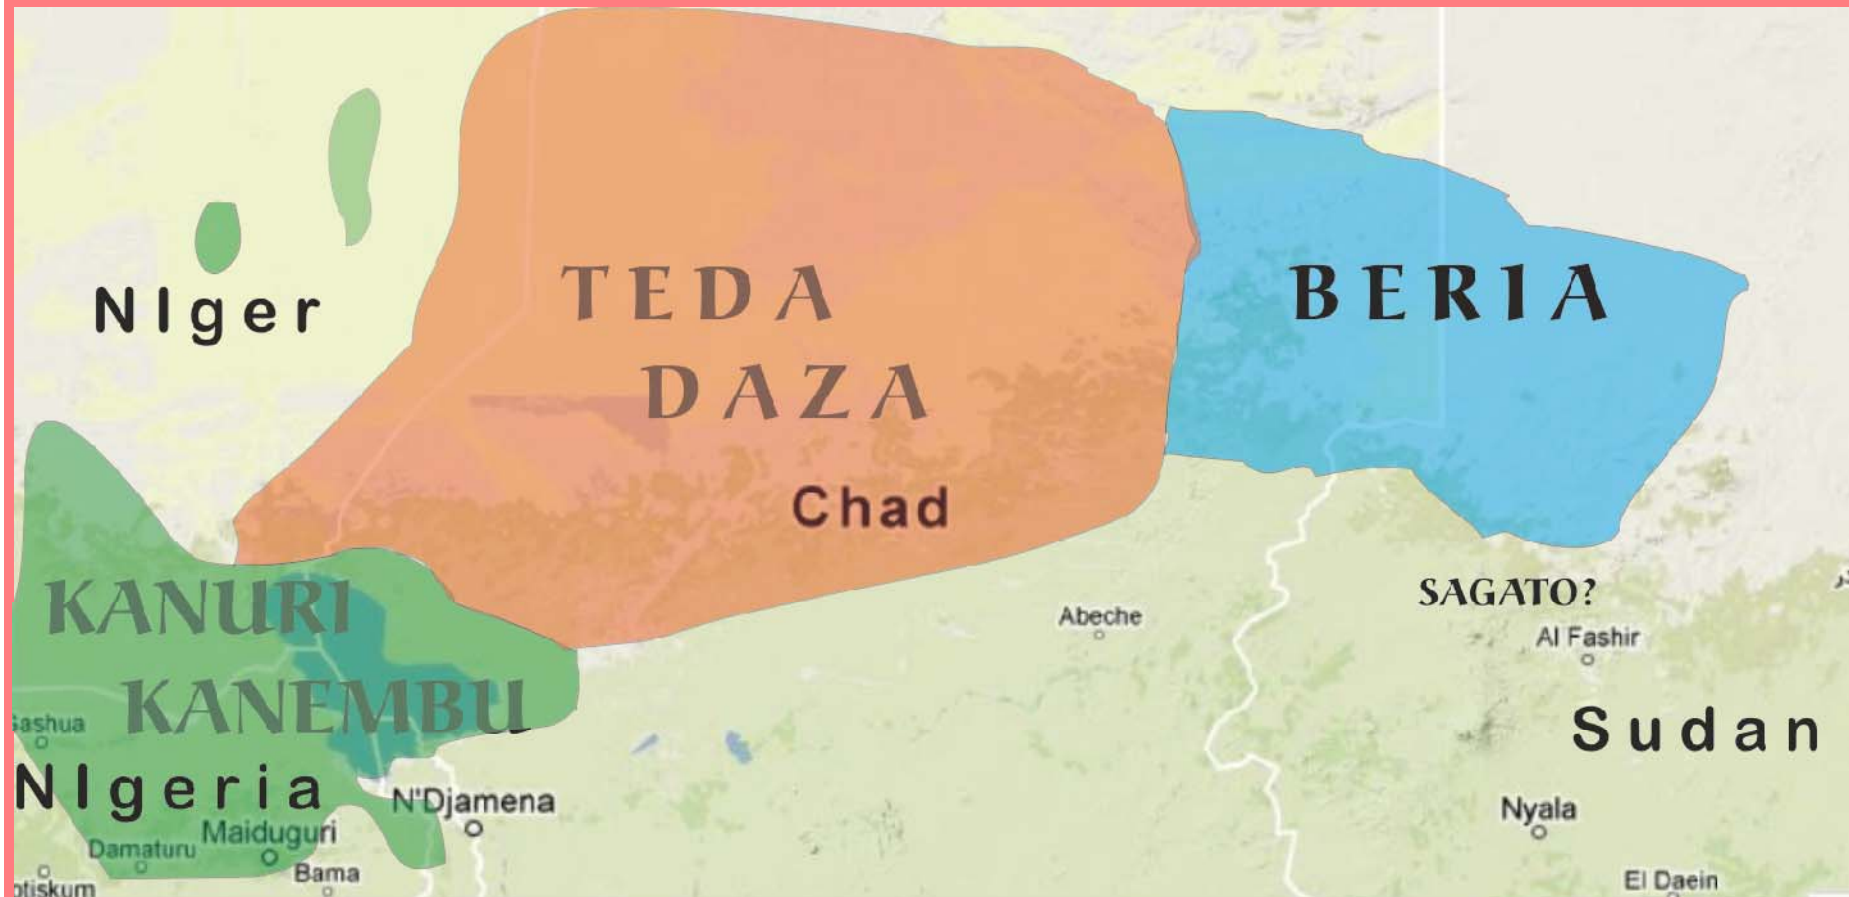 NIger
TEDA
DAZA
BERIA
Chad
KANURI
KANEMBU
SAGATO?
Abeche
Al Fashir
Sudan
NIgeria
N'Djamena
Maiduguri
Damaturu
Bama
Nyala
El Daein